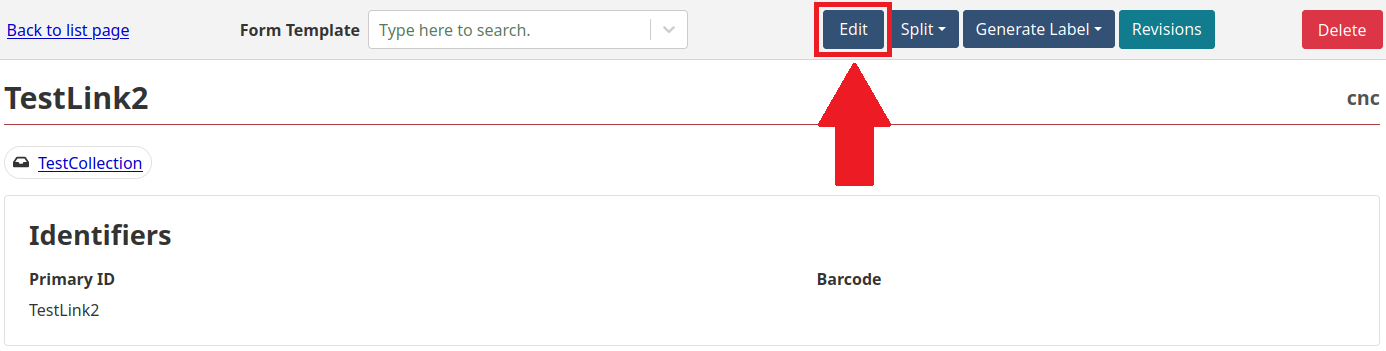 Back to list page Form Template Type here to search. Edit Split Generate Label Revisions Delete
TestLink2 cnc
TestCollection
Identifiers
Primary ID Barcode
TestLink2